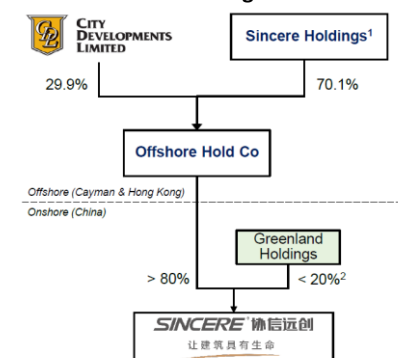 CITY
DEVELOPMENTS
LIMITED
Sincere Holdings¹
29.9%
70.1%
Offshore Hold Co
Offshore (Cayman & Hong Kong)
Onshore (China)
Greenland
Holdings
> 80%
< 20%²
SINCERE 协信远创
让建筑具有生命